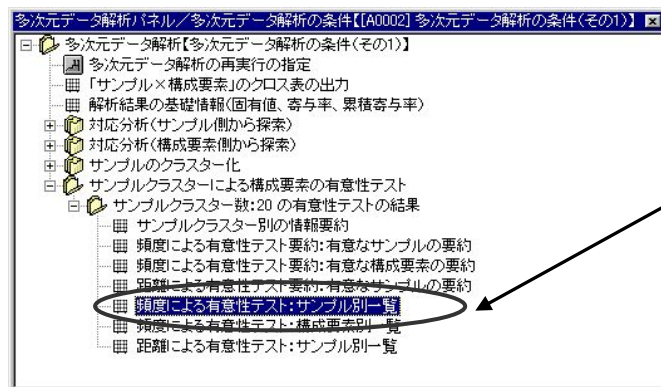 多次元データ解析パネル／多次元データ解析の条件【[A0002] 多次元データ解析の条件(その1)】
多次元データ解析【多次元データ解析の条件(その1)】
多次元データ解析の再実行の指定
「サンプル×構成要素」のクロス表の出力
解析結果の基礎情報(固有値、寄与率、累積寄与率)
対応分析(サンプル側から探索)
対応分析(構成要素側から探索)
サンプルのクラスター化
サンプルクラスターによる構成要素の有意性テスト
サンプルクラスター数:20 の有意性テストの結果
サンプルクラスター別の情報要約
頻度による有意性テスト要約:有意なサンプルの要約
頻度による有意性テスト要約:有意な構成要素の要約
距離による有意性テスト要約:有意なサンプルの要約
頻度による有意性テスト:サンプル別一覧
頻度による有意性テスト:構成要素別一覧
距離による有意性テスト:サンプル別一覧